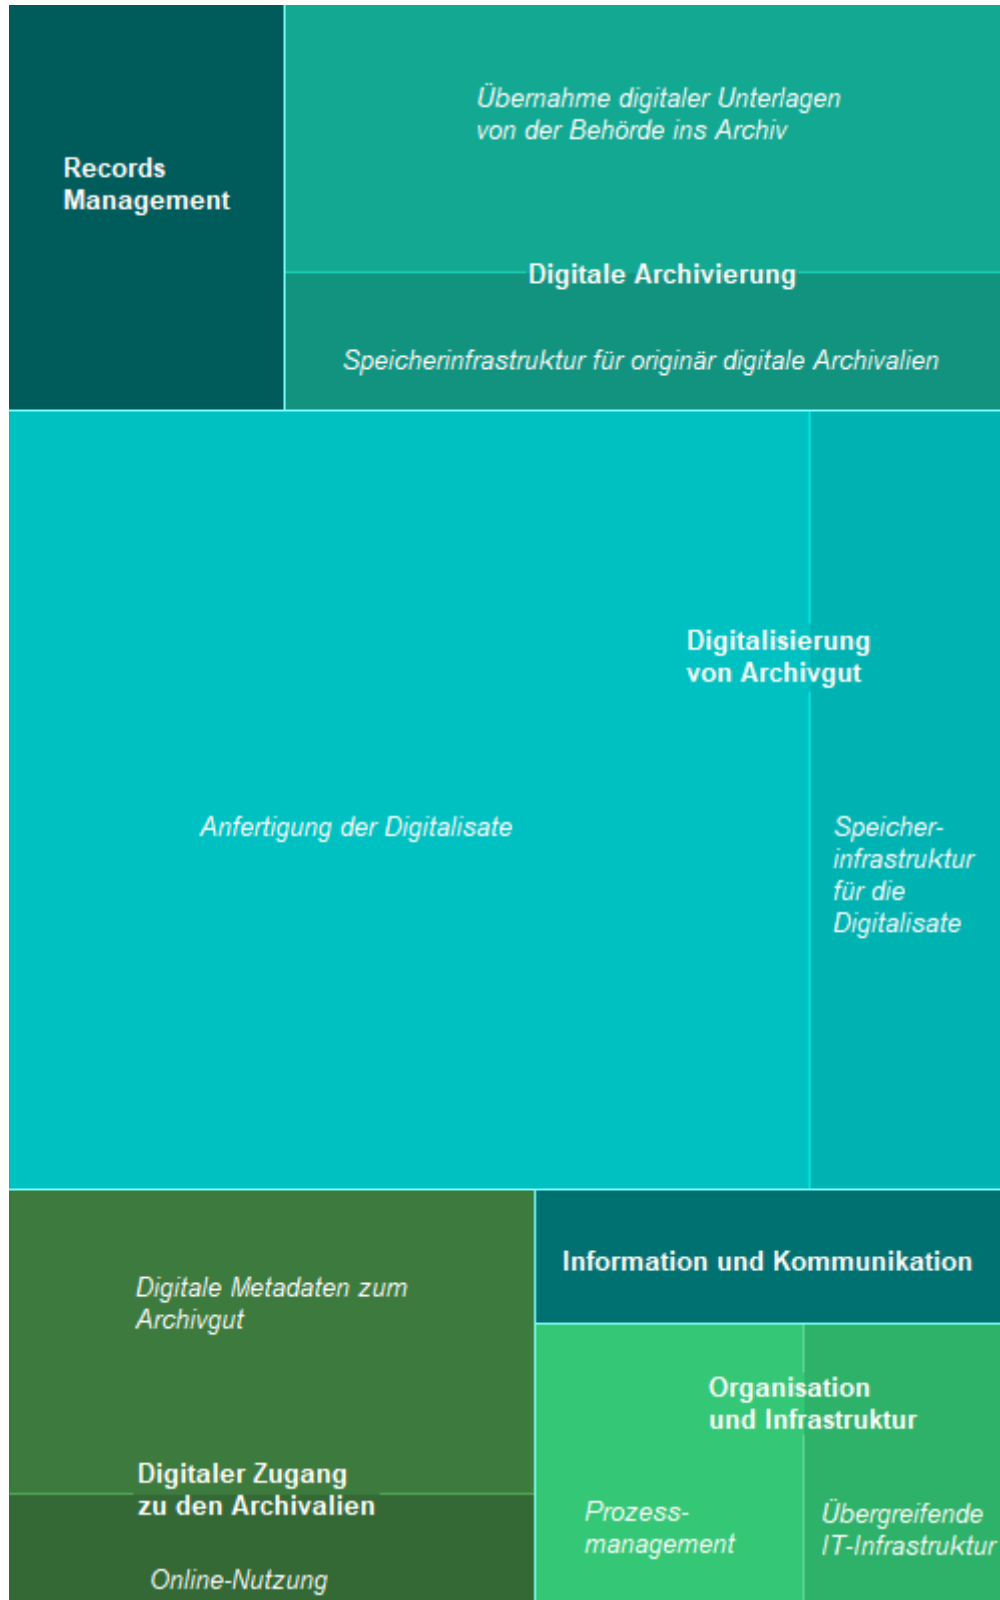 Records
Management
Übernahme digitaler Unterlagen
von der Behörde ins Archiv
Digitale Archivierung
Speicherinfrastruktur für originär digitale Archivalien
Digitalisierung
von Archivgut
Anfertigung der Digitalisate
Speicher-
infrastruktur
für die
Digitalisate
Digitale Metadaten zum
Archivgut
Digitaler Zugang
zu den Archivalien
Online-Nutzung
Information und Kommunikation
Organisation
und Infrastruktur
Prozess-
management
Übergreifende
IT-Infrastruktur